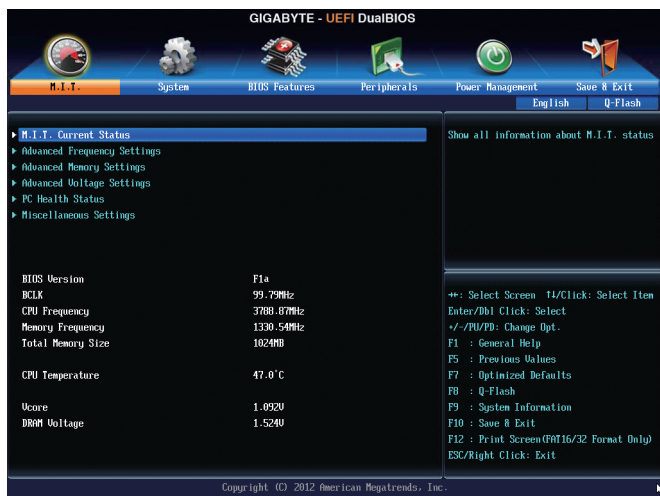 GIGABYTE - UEFI DualBIOS
M.I.T.
System
BIOS Features
Peripherals
Power Management
Save & Exit
English
Q-Flash
M.I.T. Current Status
Advanced Frequency Settings
Advanced Memory Settings
Advanced Voltage Settings
PC Health Status
Miscellaneous Settings
Show all information about M.I.T. status
BIOS Version F1a
BCLK 99.79MHz
CPU Frequency 3788.87MHz
Memory Frequency 1330.54MHz
Total Memory Size 1024MB
CPU Temperature 47.0°C
Vcore 1.092V
DRAM Voltage 1.524V
↔: Select Screen ↑↓/Click: Select Item
Enter/Dbl Click: Select
+/-/PU/PD: Change Opt.
F1 : General Help
F5 : Previous Values
F7 : Optimized Defaults
F8 : Q-Flash
F9 : System Information
F10 : Save & Exit
F12 : Print Screen(FAT16/32 Format Only)
ESC/Right Click: Exit
Copyright (C) 2012 American Megatrends, Inc.